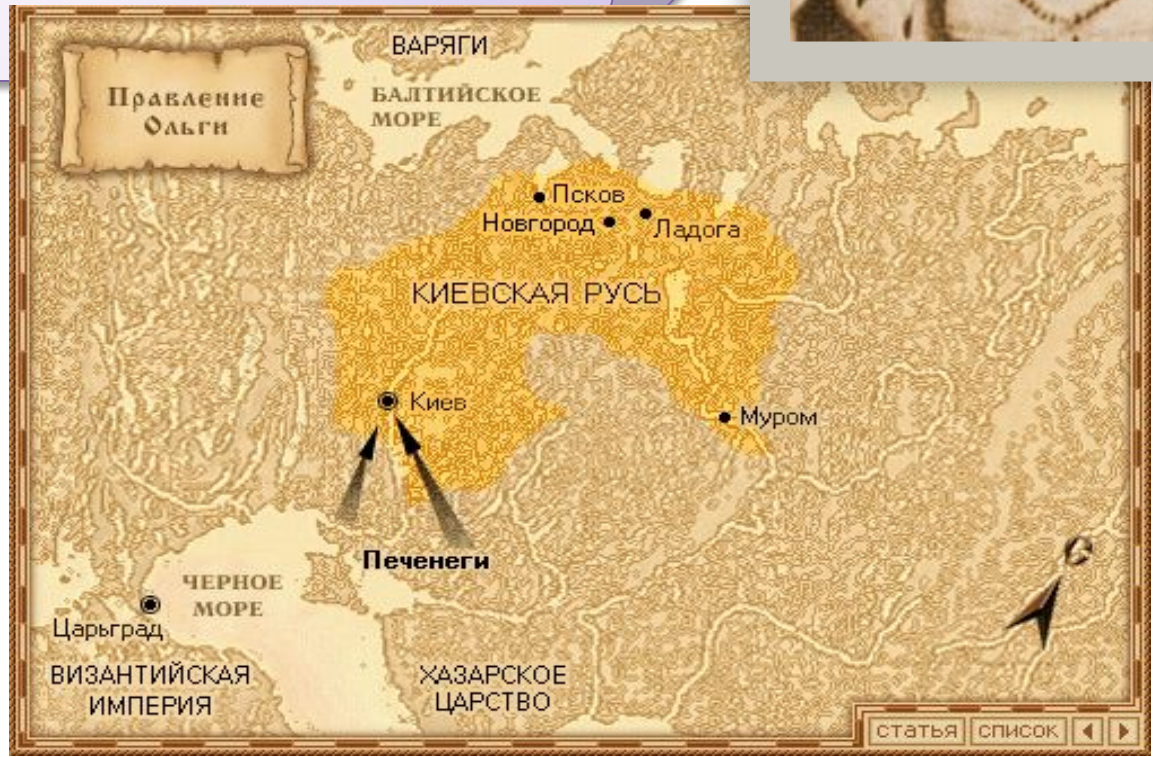 Правление
Ольги
ВАРЯГИ
БАЛТИЙСКОЕ
МОРЕ
Псков
Новгород
Ладога
КИЕВСКАЯ РУСЬ
Киев
Муром
Печенеги
ЧЕРНОЕ
МОРЕ
Царьград
ВИЗАНТИЙСКАЯ
ИМПЕРИЯ
ХАЗАРСКОЕ
ЦАРСТВО
С
статья список